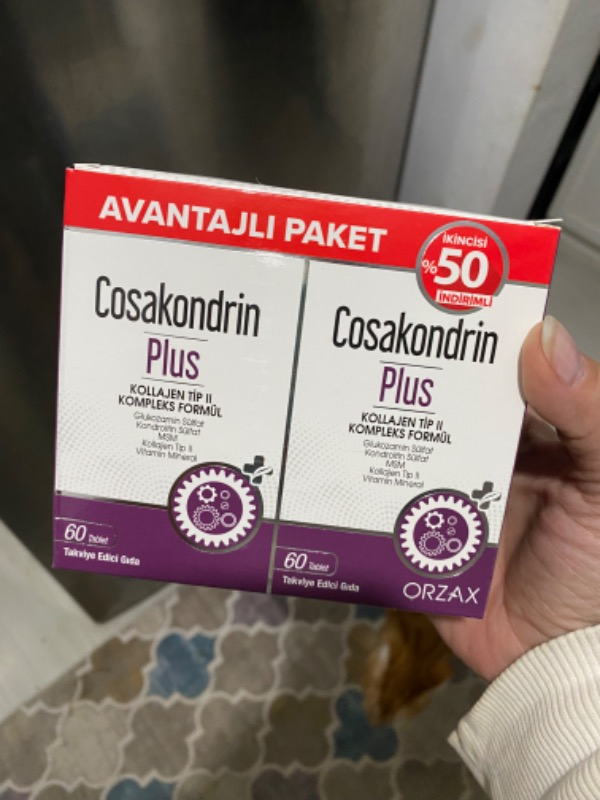 AVANTAJLI PAKET
İKİNCİSİ
%50
İNDİRİMLİ
Cosakondrin
Plus
KOLLAJEN TİP II
KOMPLEKS FORMÜL
Glukozamin Sülfat
Kondroitin Sülfat
MSM
Kollajen Tip II
Vitamin Mineral
60 Tablet
Takviye Edici Gıda
Cosakondrin
Plus
KOLLAJEN TİP II
KOMPLEKS FORMÜL
Glukozamin Sülfat
Kondroitin Sülfat
MSM
Kollajen Tip II
Vitamin Mineral
60 Tablet
Takviye Edici Gıda
ORZAX